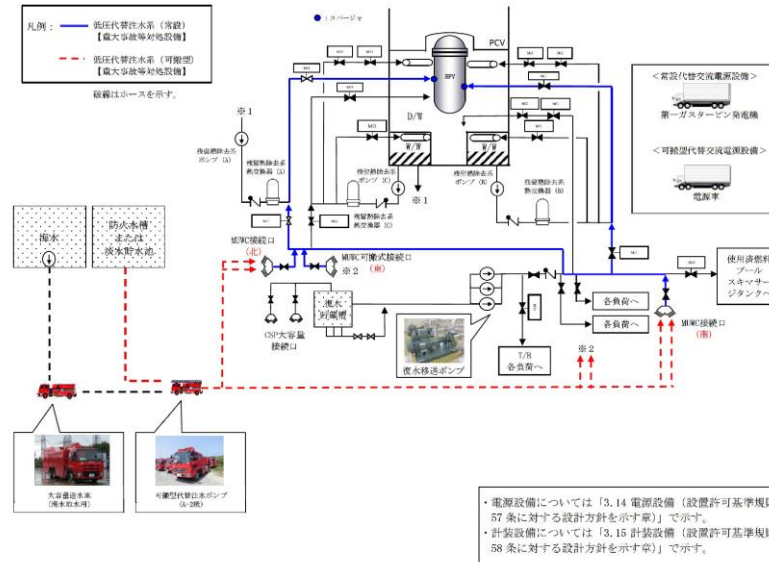 凡例：
低圧代替注水系（常設）
【重大事故等対処設備】
低圧代替注水系（可搬型）
【重大事故等対処設備】
破線はホースを示す。
：スパージャ
PCV
RPV
D/W
W/W
W/W
MO
MO
※1
残留熱除去系
ポンプ（A）
残留熱除去系
熱交換器（A）
残留熱除去系
熱交換器（C）
残留熱除去系
ポンプ（C）
※1
残留熱除去系
ポンプ（B）
残留熱除去系
熱交換器（B）
＜常設代替交流電源設備＞
第一ガスタービン発電機
＜可搬型代替交流電源設備＞
電源車
海水
防火水槽
または
淡水貯水池
MUWC接続口
（北）
MUWC可搬式接続口
（東）
※2
復水
貯蔵槽
CSP大容量
接続口
復水移送ポンプ
T/B
各負荷へ
各負荷へ
各負荷へ
※2
MUWC接続口
（南）
使用済燃料
プール
スキマサー
ジタンクへ
大容量送水車
（海水取水用）
可搬型代替注水ポンプ
（A-2級）
・電源設備については「3.14 電源設備（設置許可基準規則
57 条に対する設計方針を示す章）」で示す。
・計装設備については「3.15 計装設備（設置許可基準規則
58 条に対する設計方針を示す章）」で示す。